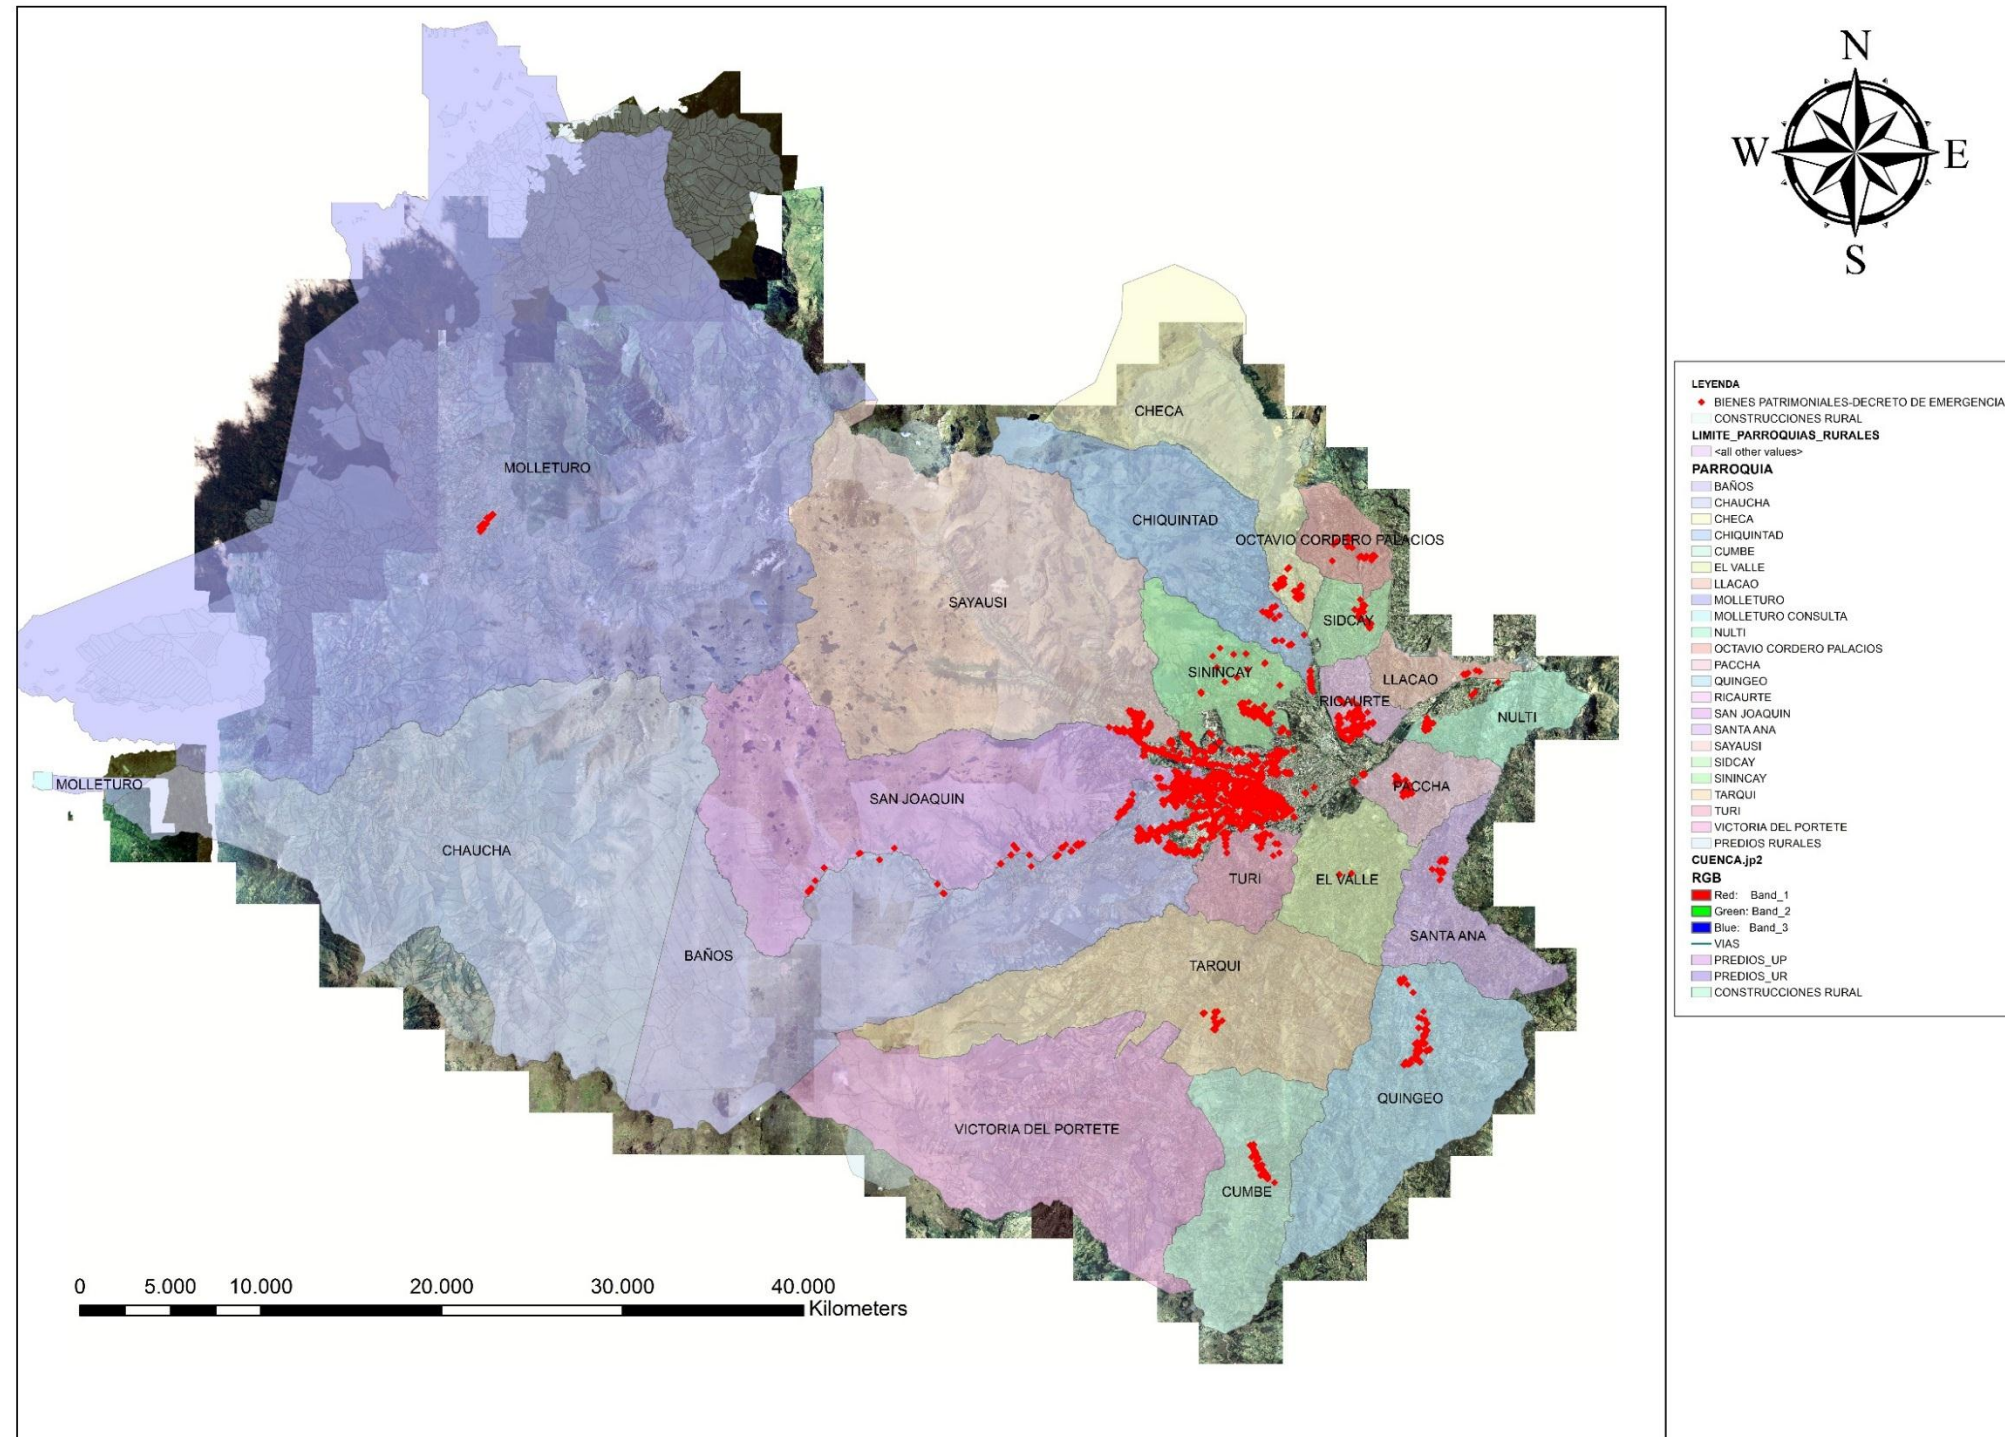 N
W E
S
LEYENDA
BIENES PATRIMONIALES-DECRETO DE EMERGENCIA
CONSTRUCCIONES RURAL
LIMITE_PARROQUIAS_RURALES
<all other values>
PARROQUIA
BAÑOS
CHAUCHA
CHECA
CHIQUINTAD
CUMBE
EL VALLE
LLACAO
MOLLETURO
MOLLETURO CONSULTA
NULTI
OCTAVIO CORDERO PALACIOS
PACCHA
QUINGEO
RICAURTE
SAN JOAQUIN
SANTA ANA
SAYAUSI
SIDCAY
SININCAY
TARQUI
TURI
VICTORIA DEL PORTETE
PREDIOS RURALES
CUENCA.jp2
RGB
Red: Band_1
Green: Band_2
Blue: Band_3
VIAS
PREDIOS_UP
PREDIOS_UR
CONSTRUCCIONES RURAL
CHECA
MOLLETURO
CHIQUINTAD
OCTAVIO CORDERO PALACIOS
SAYAUSI
SIDCAY
SININCAY
LLACAO
RICAURTE
NULTI
MOLLETURO
PACCHA
SAN JOAQUIN
CHAUCHA
TURI
EL VALLE
SANTA ANA
BAÑOS
TARQUI
QUINGEO
VICTORIA DEL PORTETE
CUMBE
0 5.000 10.000 20.000 30.000 40.000
Kilometers